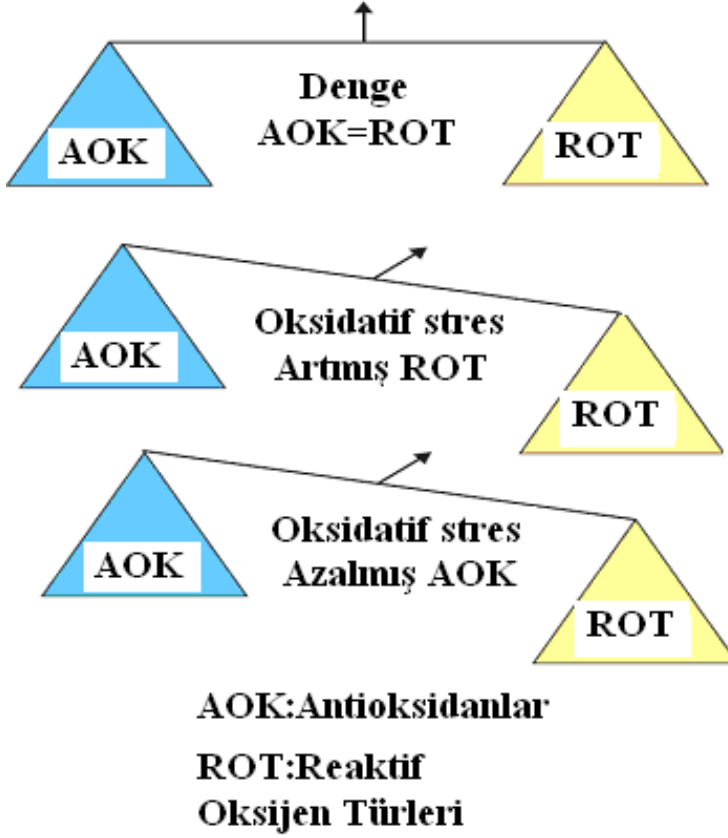 Denge
AOK=ROT
AOK
ROT
Oksidatif stres
Artmış ROT
AOK
ROT
Oksidatif stres
Azalmış AOK
AOK
ROT
AOK:Antioksidanlar
ROT:Reaktif
Oksijen Türleri